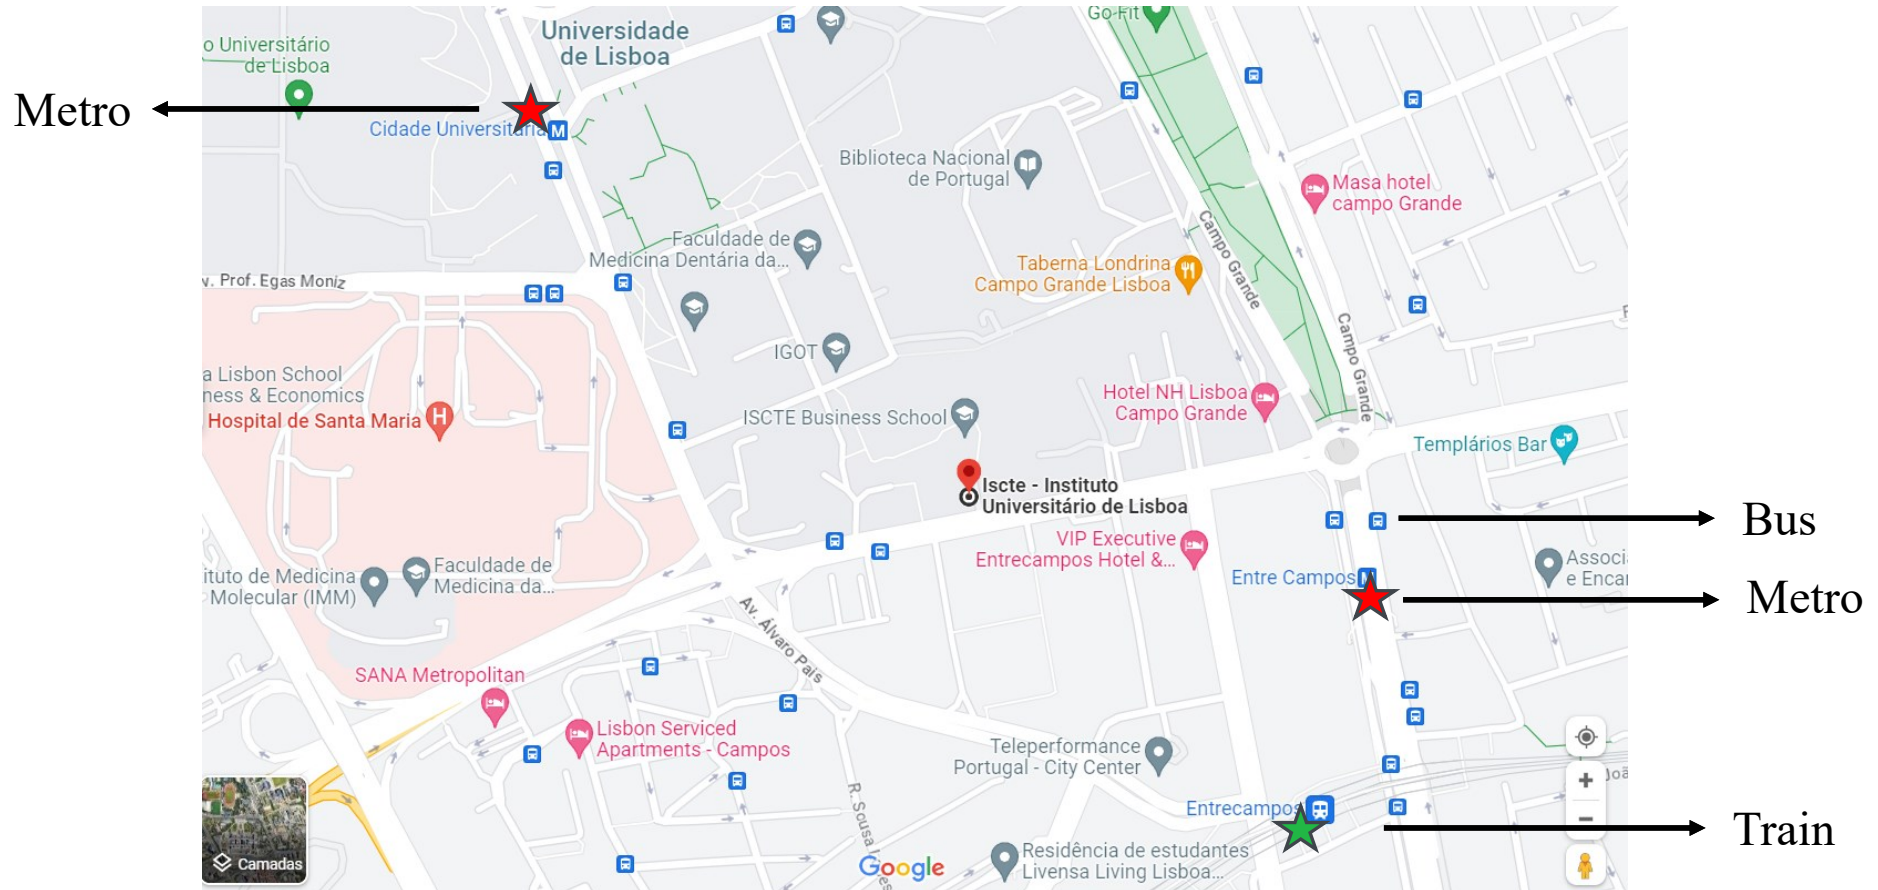 Universidade
de Lisboa
Go Fit
o Universitário
de Lisboa
Metro
Cidade Universitária
M
Biblioteca Nacional
de Portugal
Masa hotel
campo Grande
Faculdade de
Medicina Dentária da...
Campo Grande
Taberna Londrina
Campo Grande Lisboa
v. Prof. Egas Moniz
IGOT
Campo Grande
a Lisbon School
ness & Economics
Hospital de Santa Maria
H
Hotel NH Lisboa
Campo Grande
ISCTE Business School
Templários Bar
Iscte - Instituto
Universitário de Lisboa
Bus
VIP Executive
Entrecampos Hotel &...
Associ
e Encar
Entre Campos
Metro
ituto de Medicina
Molecular (IMM)
Faculdade de
Medicina da...
Av. Álvaro Pais
SANA Metropolitan
Lisbon Serviced
Apartments - Campos
Teleperformance
Portugal - City Center
João
R. Sousa
Entrecampos
Train
Camadas
Google
Residência de estudantes
Livensa Living Lisboa...